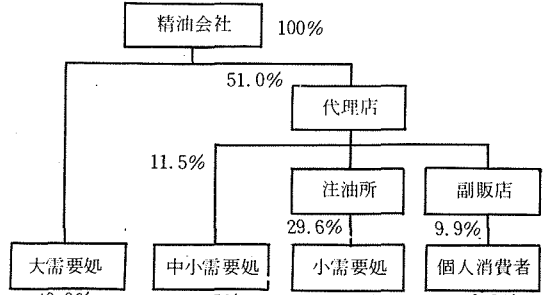 精油会社
100%
51.0%
代理店
11.5%
注油所
副販店
29.6%
9.9%
大需要処
中小需要処
小需要処
個人消費者